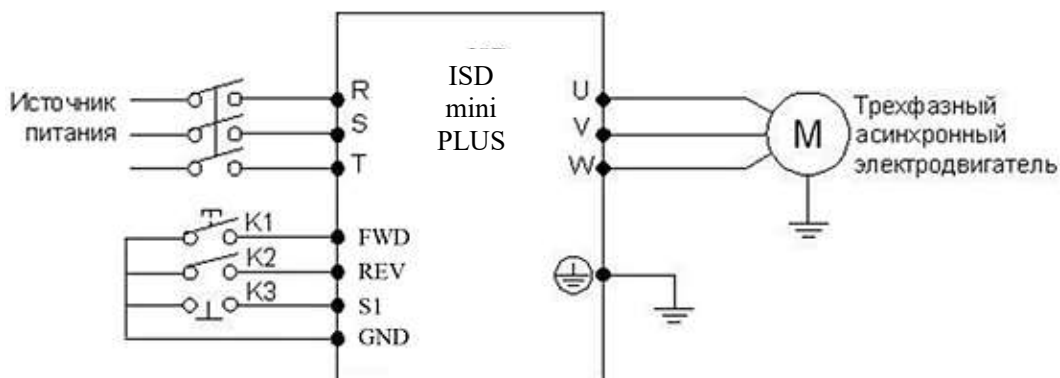 ISD
mini
PLUS
Источник
питания
R
S
T
U
V
W
M
Трехфазный
асинхронный
электродвигатель
K1
FWD
K2
REV
K3
S1
GND